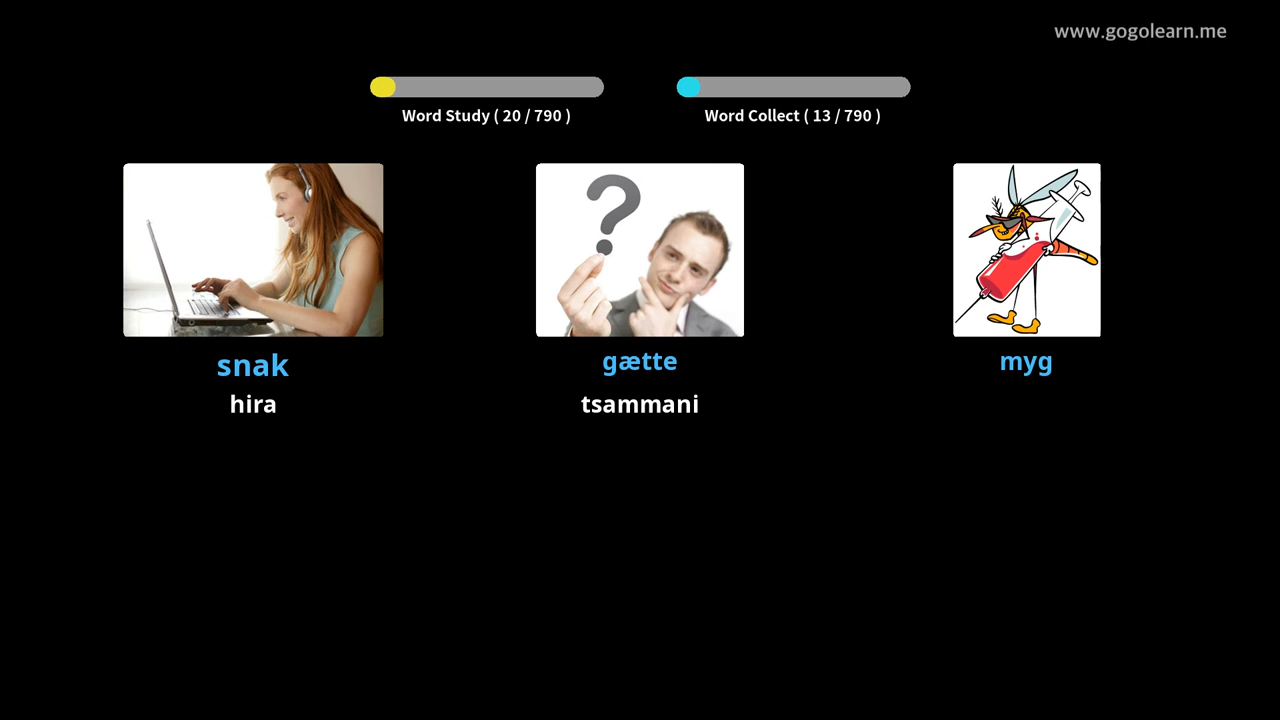 www.gogolearn.me
Word Study ( 20 / 790 )
Word Collect ( 13 / 790 )
snak
gætte
myg
hira
tsammani